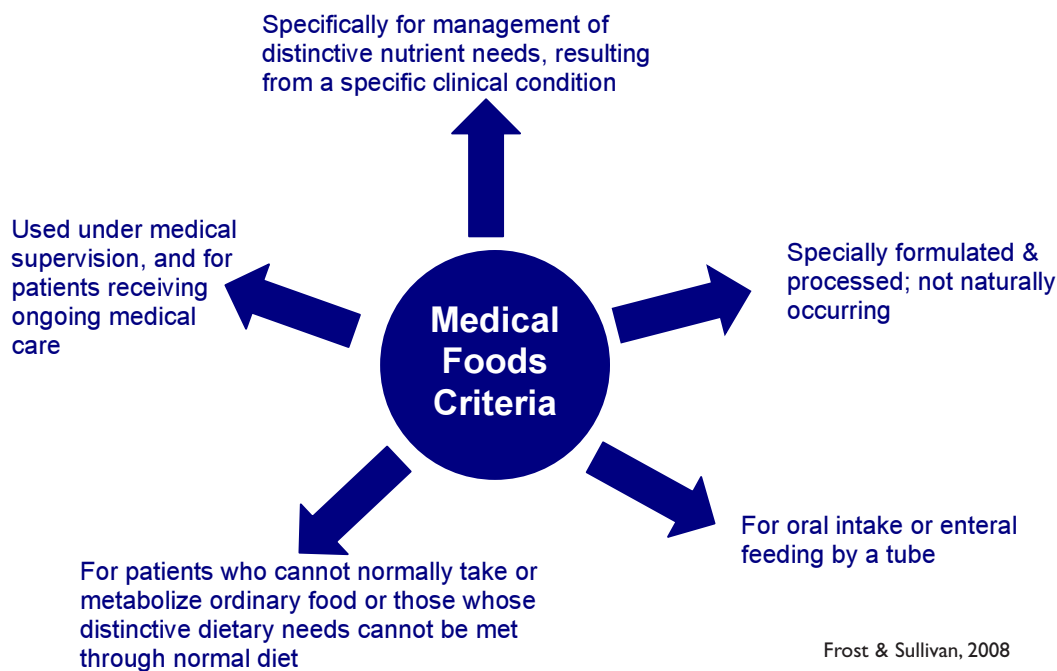 Specifically for management of
distinctive nutrient needs, resulting
from a specific clinical condition
Used under medical
supervision, and for
patients receiving
ongoing medical
care
Specially formulated &
processed; not naturally
occurring
Medical
Foods
Criteria
For oral intake or enteral
feeding by a tube
For patients who cannot normally take or
metabolize ordinary food or those whose
distinctive dietary needs cannot be met
through normal diet
Frost & Sullivan, 2008